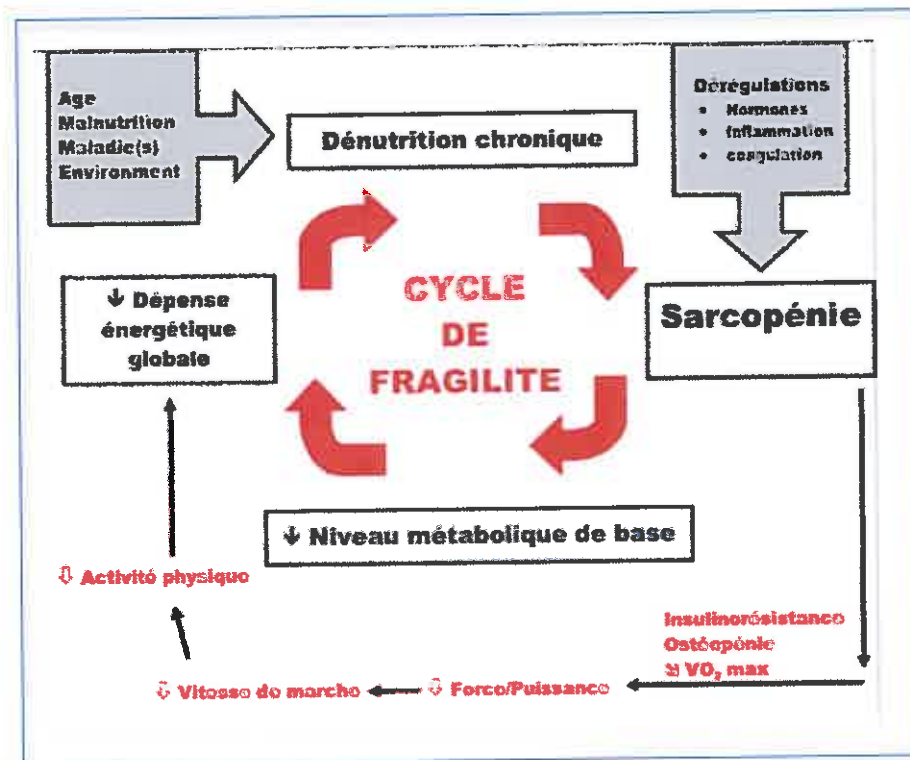 Age
Malnutrition
Maladie(s)
Environment
Dénutrition chronique
Dérégulations
• Hormones
• Inflammation
• coagulation
↓ Dépense
énergétique
globale
CYCLE
DE
FRAGILITE
Sarcopénie
↓ Niveau métabolique de base
⇩ Activité physique
Insulinorésistance
Ostéopénie
⇘ VO₂ max
⇩ Vitesse de marche
⇩ Force/Puissance